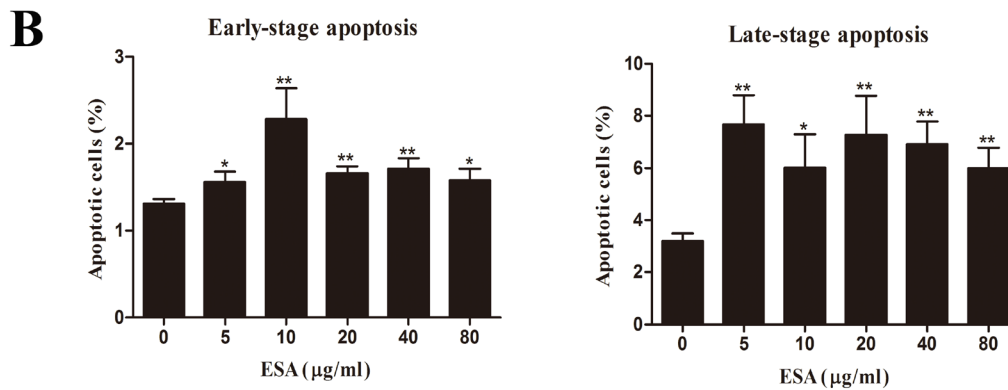 B
Early-stage apoptosis
Apoptotic cells (%)
3
2
1
0
* ** ** ** *
0 5 10 20 40 80
ESA (μg/ml)
Late-stage apoptosis
Apoptotic cells (%)
10
8
6
4
2
0
** * ** ** **
0 5 10 20 40 80
ESA (μg/ml)